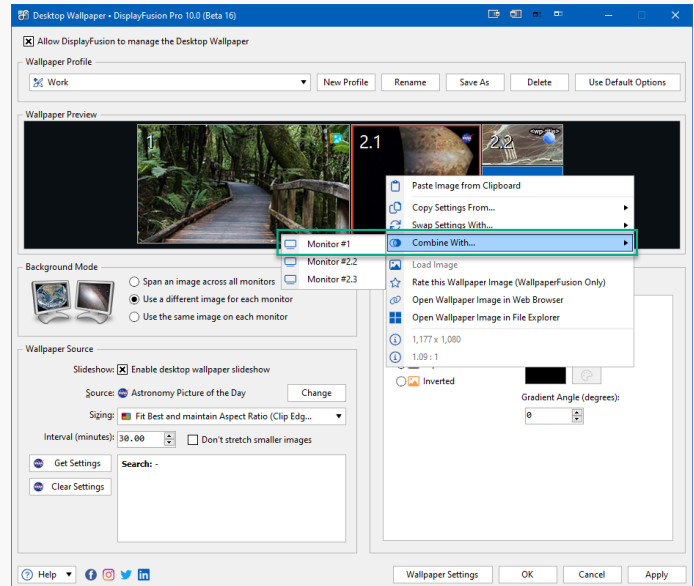 Desktop Wallpaper • DisplayFusion Pro 10.0 (Beta 16)
Allow DisplayFusion to manage the Desktop Wallpaper
Wallpaper Profile
Work
New Profile
Rename
Save As
Delete
Use Default Options
Wallpaper Preview
1
2.1
2.2
<wp-title>
Paste Image from Clipboard
Copy Settings From...
Swap Settings With...
Combine With...
Monitor #1
Monitor #2.2
Monitor #2.3
Load Image
Rate this Wallpaper Image (WallpaperFusion Only)
Open Wallpaper Image in Web Browser
Open Wallpaper Image in File Explorer
1,177 x 1,080
1.09 : 1
Background Mode
Span an image across all monitors
Use a different image for each monitor
Use the same image on each monitor
Inverted
Gradient Angle (degrees):
0
Wallpaper Source
Slideshow:
Enable desktop wallpaper slideshow
Source:
Astronomy Picture of the Day
Change
Sizing:
Fit Best and maintain Aspect Ratio (Clip Edg...
Interval (minutes):
30.00
Don't stretch smaller images
Get Settings
Clear Settings
Search: -
Help
Wallpaper Settings
OK
Cancel
Apply